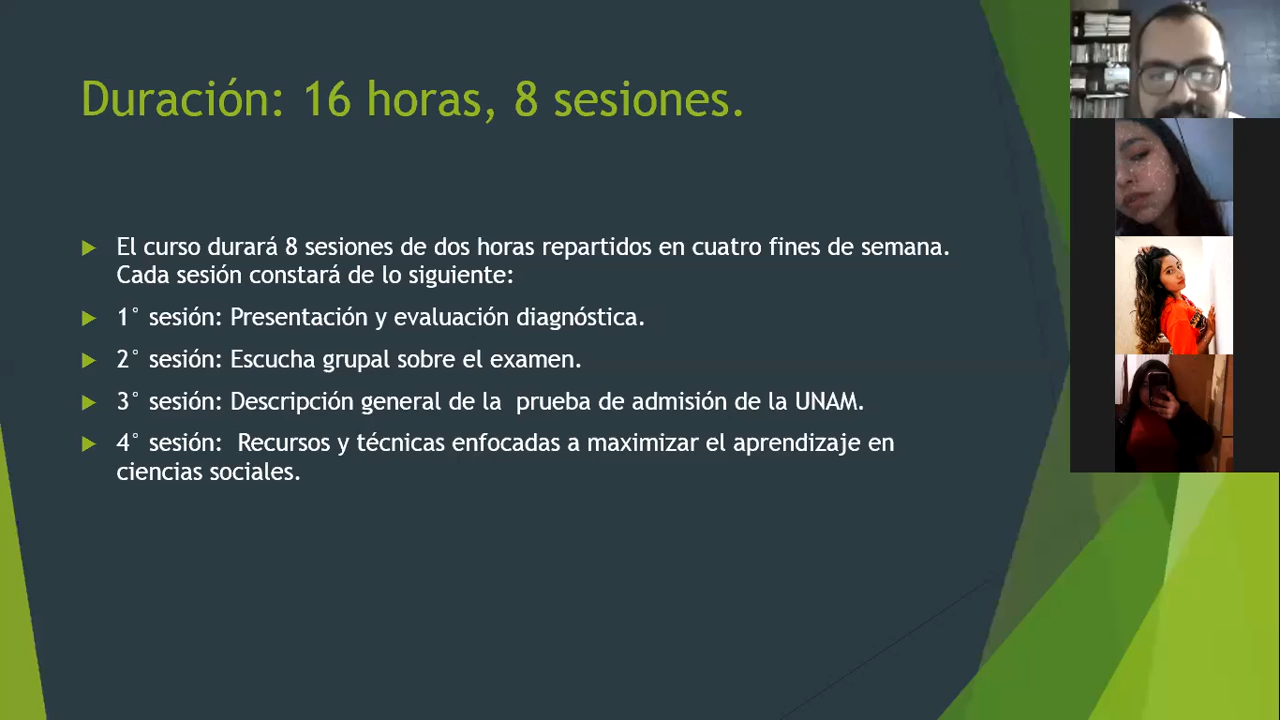 Duración: 16 horas, 8 sesiones.
El curso durará 8 sesiones de dos horas repartidos en cuatro fines de semana.
Cada sesión constará de lo siguiente:
1° sesión: Presentación y evaluación diagnóstica.
2° sesión: Escucha grupal sobre el examen.
3° sesión: Descripción general de la  prueba de admisión de la UNAM.
4° sesión:  Recursos y técnicas enfocadas a maximizar el aprendizaje en
ciencias sociales.